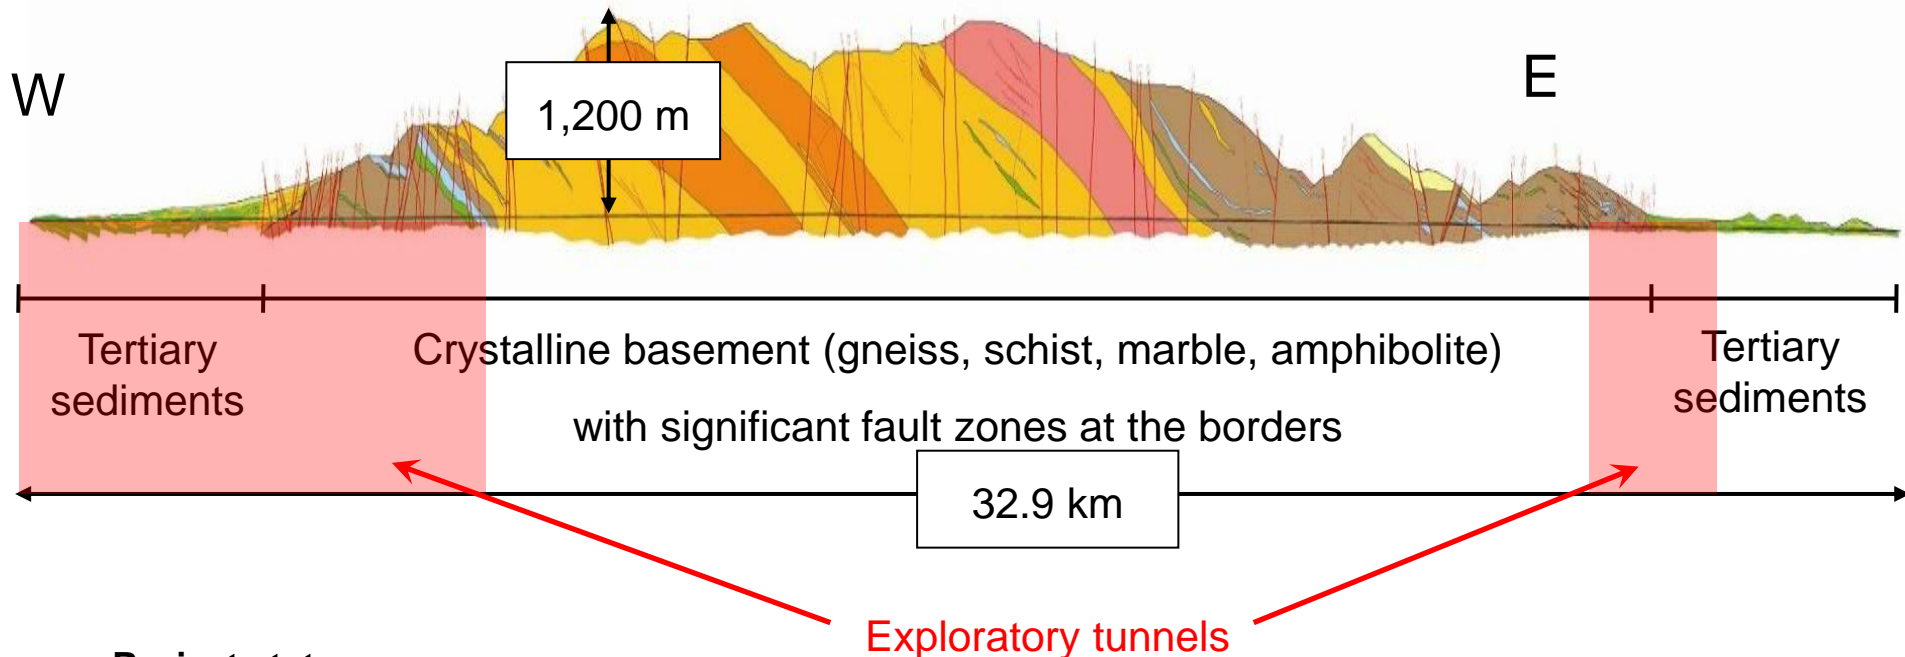 W
E
1,200 m
Tertiary
sediments
Crystalline basement (gneiss, schist, marble, amphibolite)
with significant fault zones at the borders
Tertiary
sediments
32.9 km
Exploratory tunnels